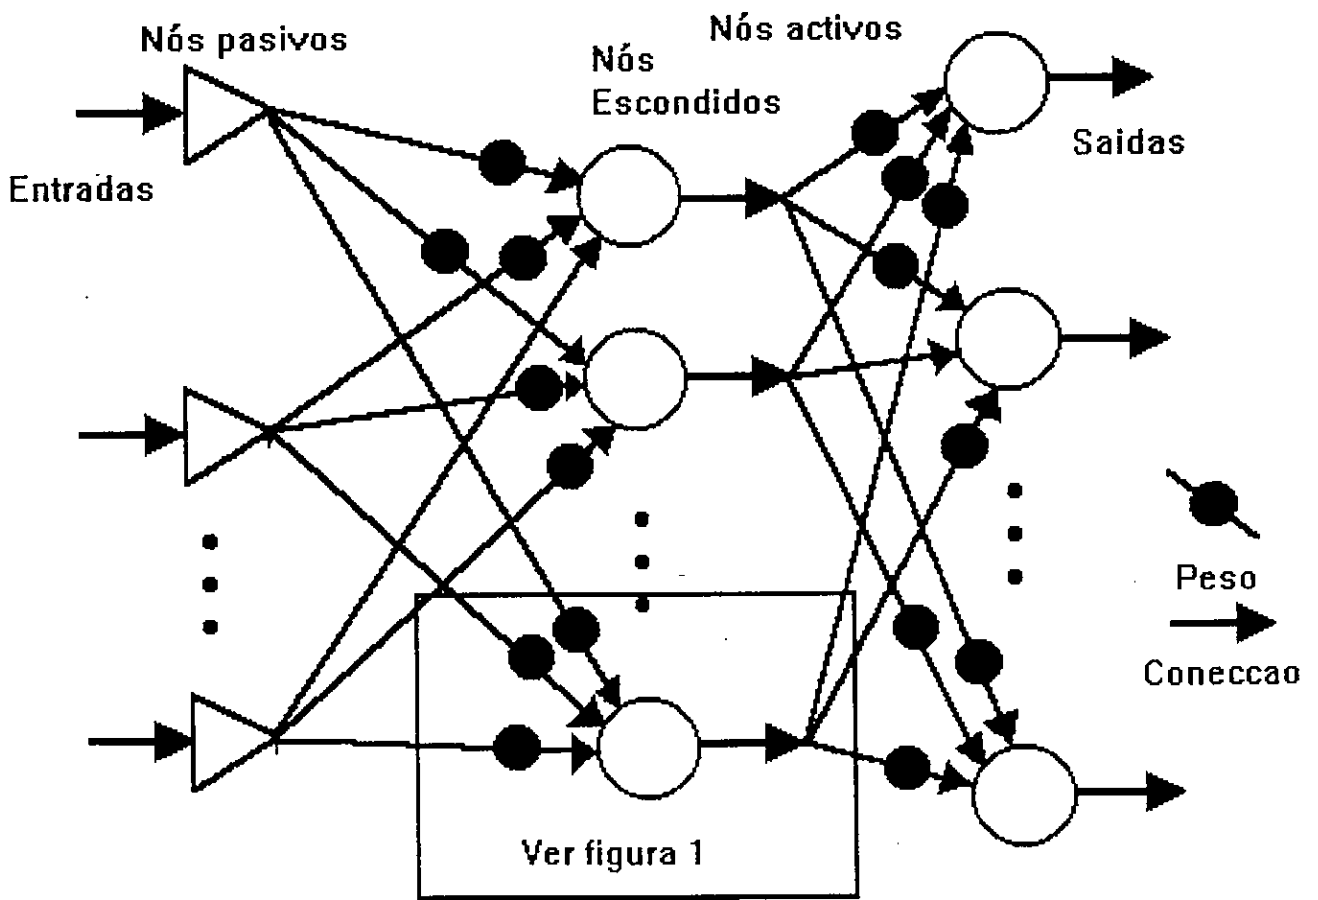 Nós pasivos
Nós activos
Nós
Escondidos
Saidas
Entradas
Peso
Coneccao
Ver figura 1